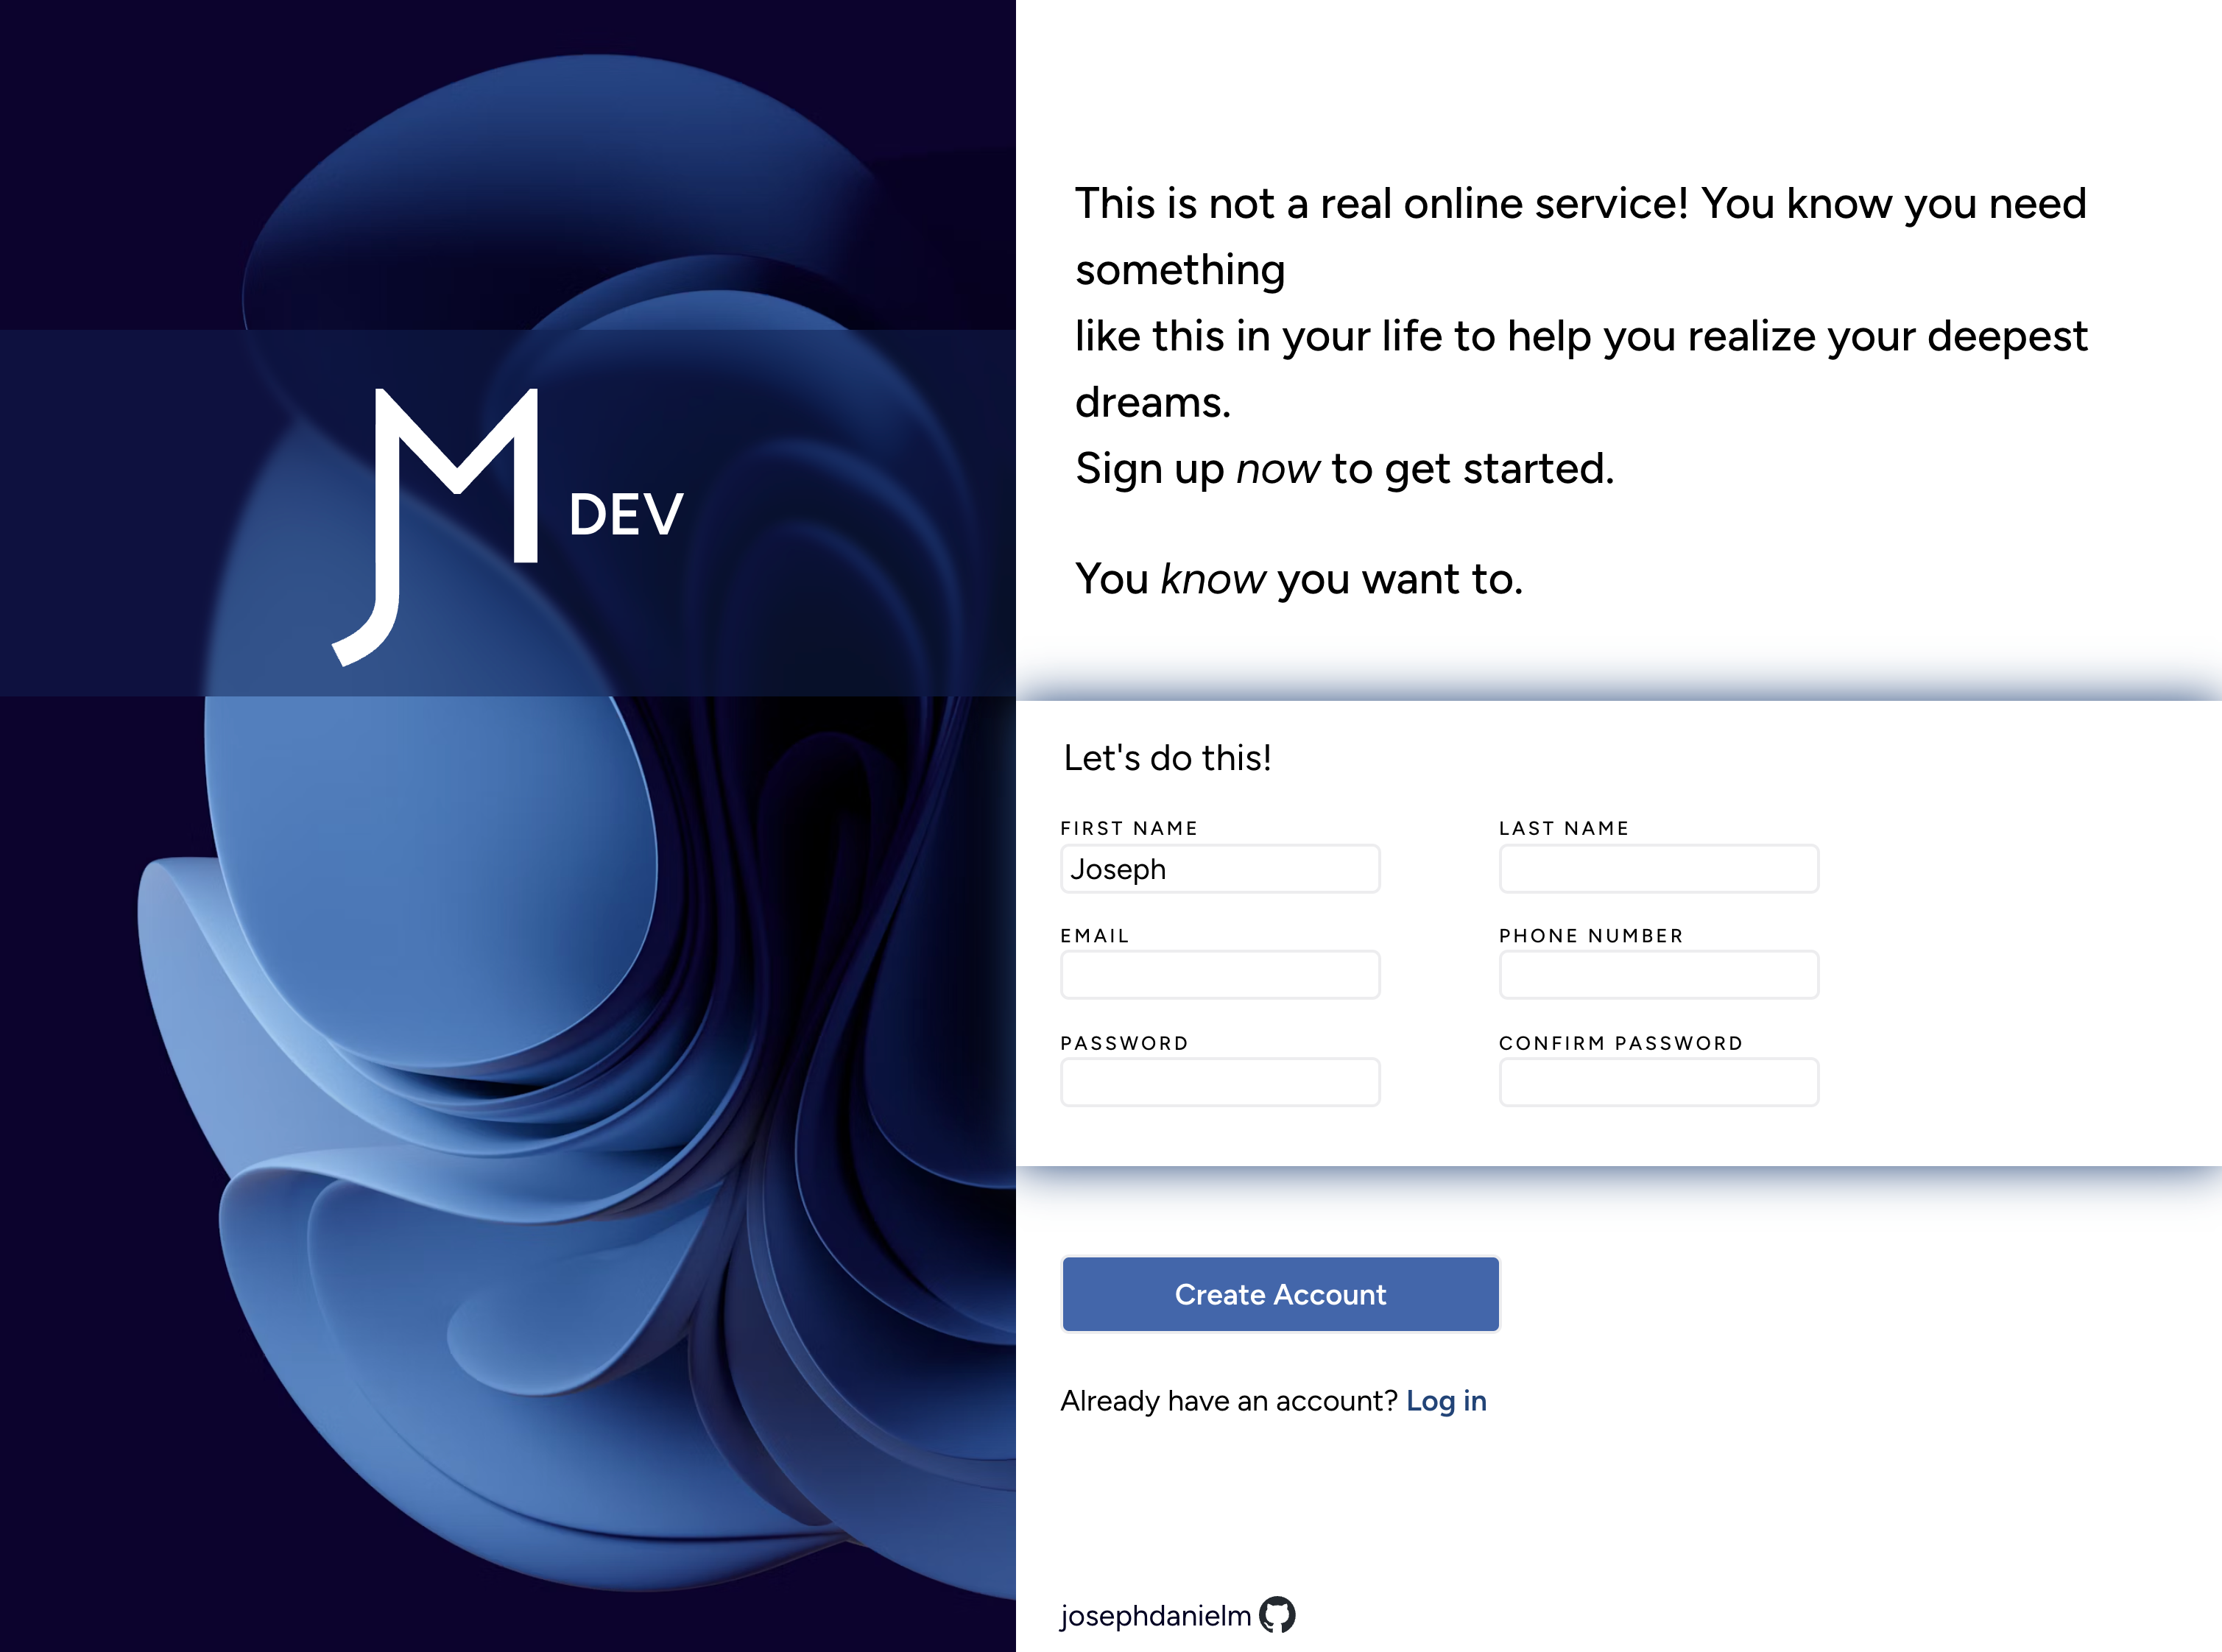 JM DEV
This is not a real online service! You know you need
something
like this in your life to help you realize your deepest
dreams.
Sign up now to get started.
You know you want to.
Let's do this!
FIRST NAME
Joseph
LAST NAME
EMAIL
PHONE NUMBER
PASSWORD
CONFIRM PASSWORD
Create Account
Already have an account? Log in
josephdanielm